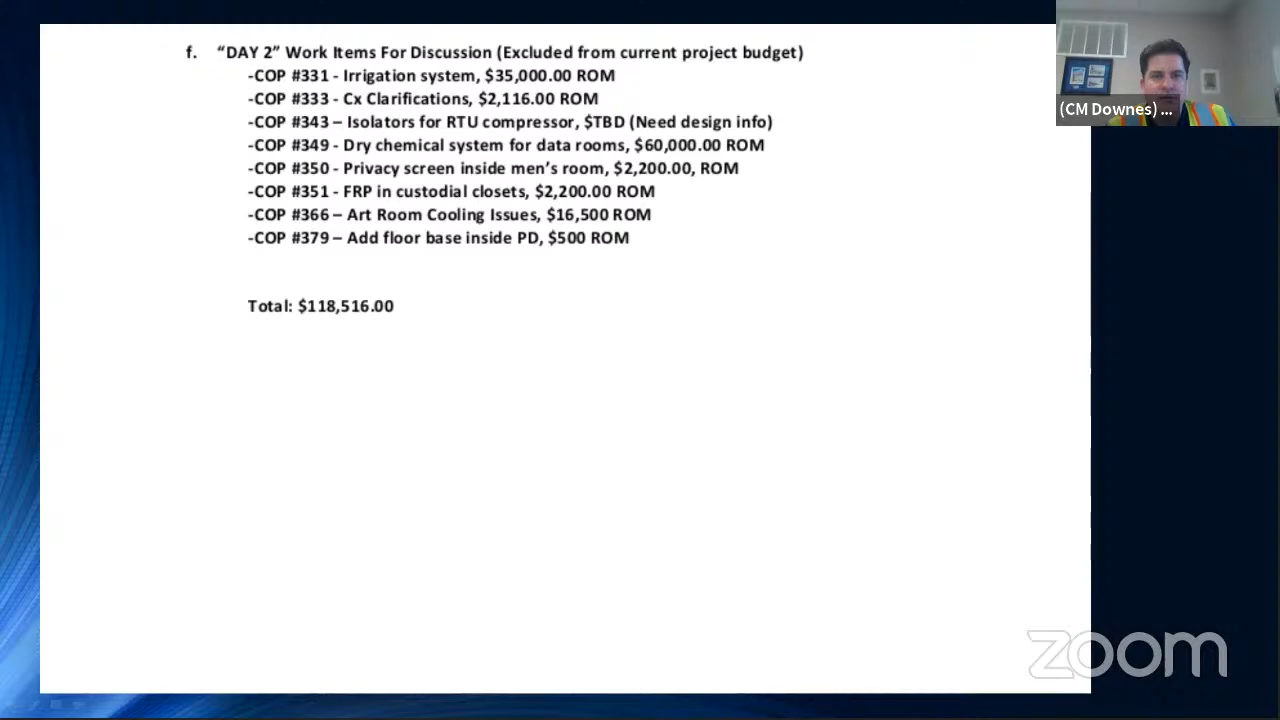 f. “DAY 2” Work Items For Discussion (Excluded from current project budget)
-COP #331 - Irrigation system, $35,000.00 ROM
-COP #333 - Cx Clarifications, $2,116.00 ROM
-COP #343 – Isolators for RTU compressor, $TBD (Need design info)
-COP #349 - Dry chemical system for data rooms, $60,000.00 ROM
-COP #350 - Privacy screen inside men’s room, $2,200.00, ROM
-COP #351 - FRP in custodial closets, $2,200.00 ROM
-COP #366 – Art Room Cooling Issues, $16,500 ROM
-COP #379 – Add floor base inside PD, $500 ROM
Total: $118,516.00
(CM Downes) ...
zoom